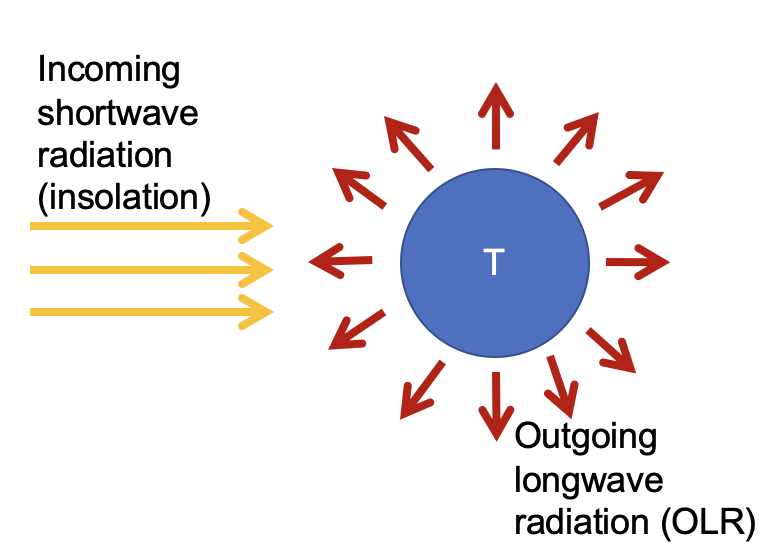 Incoming
shortwave
radiation
(insolation)
T
Outgoing
longwave
radiation (OLR)